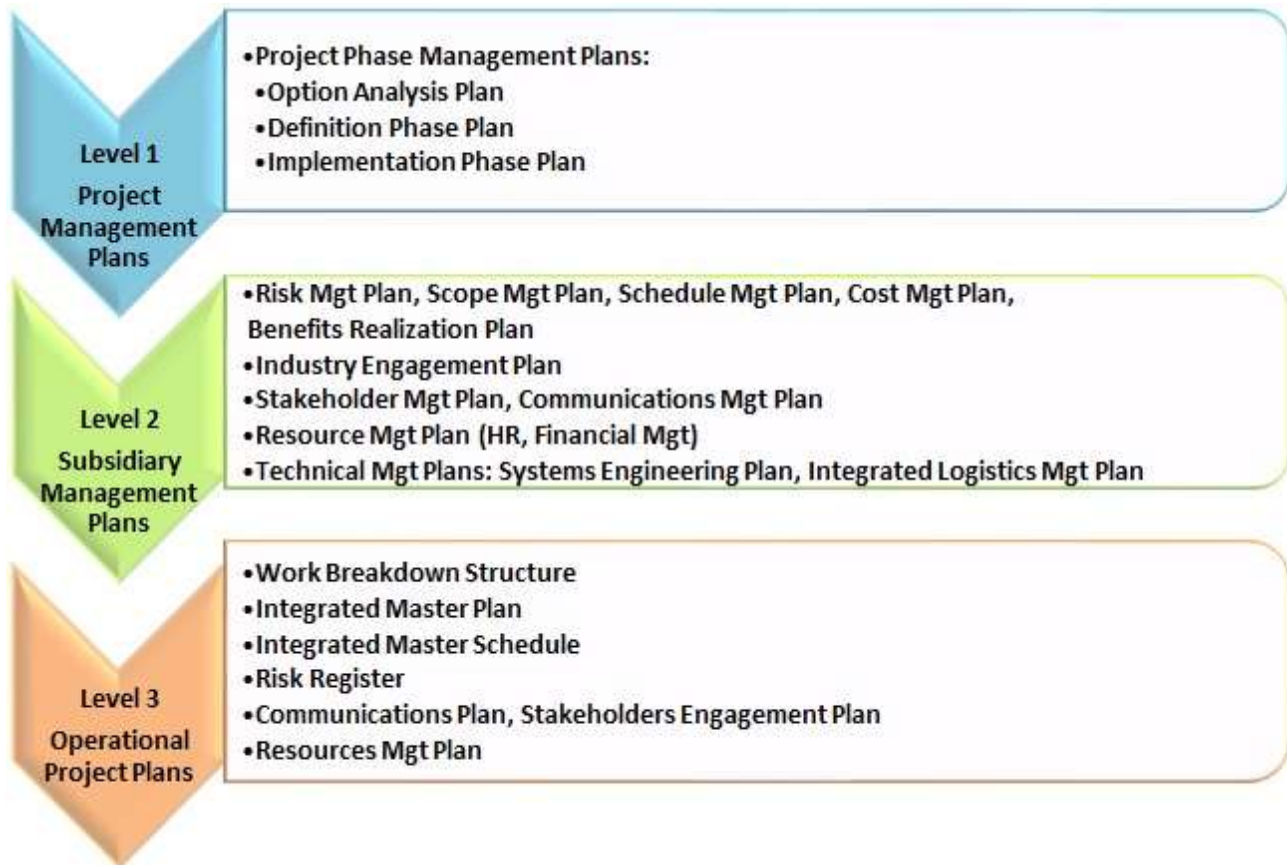 Level 1
Project
Management
Plans
•Project Phase Management Plans:
•Option Analysis Plan
•Definition Phase Plan
•Implementation Phase Plan
Level 2
Subsidiary
Management
Plans
•Risk Mgt Plan, Scope Mgt Plan, Schedule Mgt Plan, Cost Mgt Plan,
Benefits Realization Plan
•Industry Engagement Plan
•Stakeholder Mgt Plan, Communications Mgt Plan
•Resource Mgt Plan (HR, Financial Mgt)
•Technical Mgt Plans: Systems Engineering Plan, Integrated Logistics Mgt Plan
Level 3
Operational
Project Plans
•Work Breakdown Structure
•Integrated Master Plan
•Integrated Master Schedule
•Risk Register
•Communications Plan, Stakeholders Engagement Plan
•Resources Mgt Plan